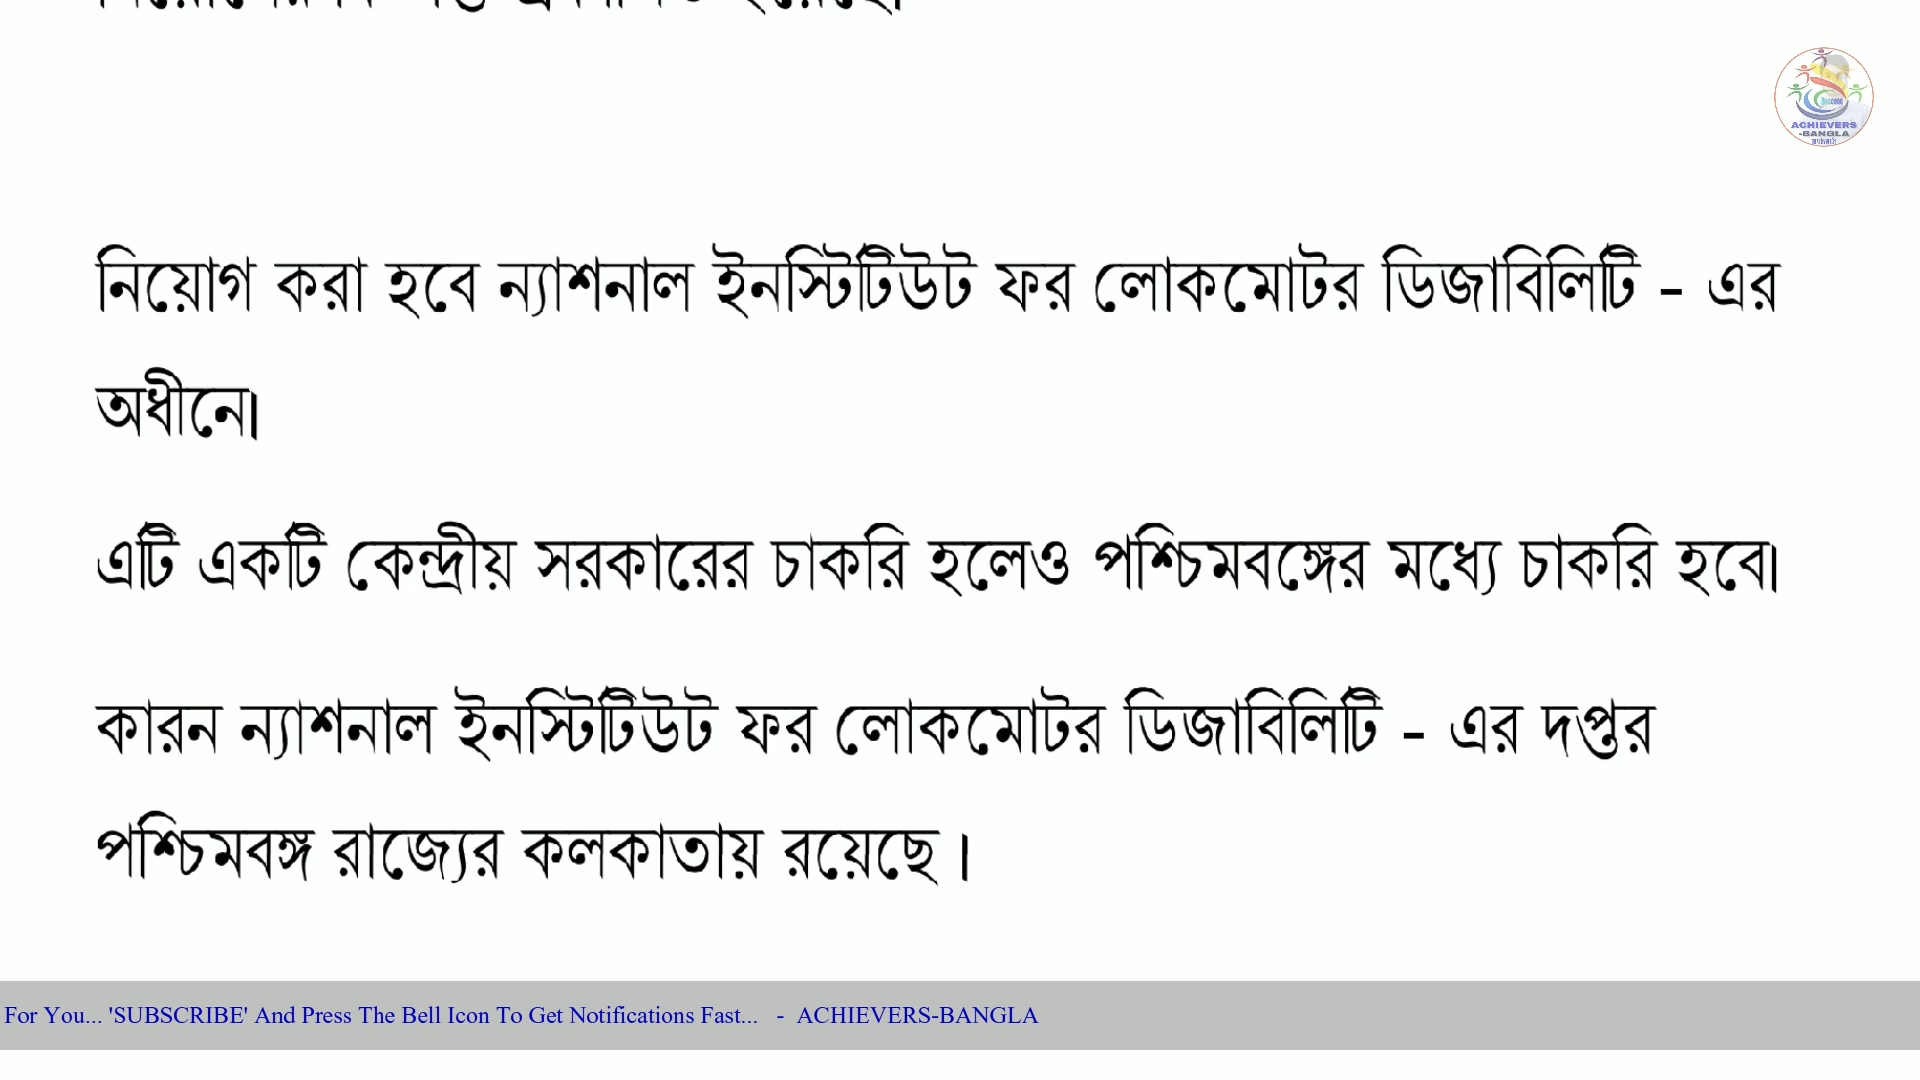 ACHIEVERS
-BANGLA
নিয়োগ করা হবে ন্যাশনাল ইনস্টিটিউট ফর লোকমোটর ডিজাবিলিটি - এর
অধীনে৷
এটি একটি কেন্দ্রীয় সরকারের চাকরি হলেও পশ্চিমবঙ্গের মধ্যে চাকরি হবে৷
কারন ন্যাশনাল ইনস্টিটিউট ফর লোকমোটর ডিজাবিলিটি - এর দপ্তর
পশ্চিমবঙ্গ রাজ্যের কলকাতায় রয়েছে ।
For You... 'SUBSCRIBE' And Press The Bell Icon To Get Notifications Fast... - ACHIEVERS-BANGLA